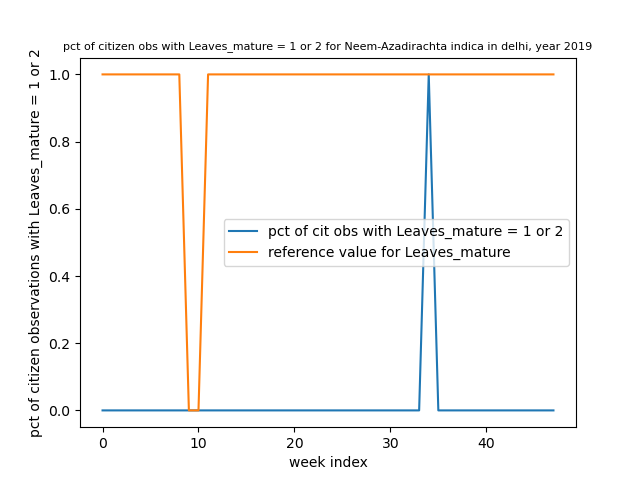 pct of citizen obs with Leaves_mature = 1 or 2 for Neem-Azadirachta indica in delhi, year 2019
pct of citizen observations with Leaves_mature = 1 or 2
1.0
0.8
0.6
0.4
0.2
0.0
pct of cit obs with Leaves_mature = 1 or 2
reference value for Leaves_mature
0 10 20 30 40
week index